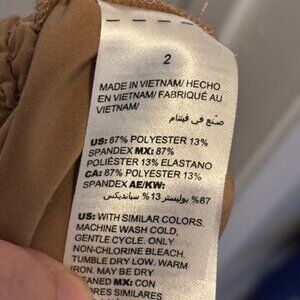 2
MADE IN VIETNAM/ HECHO
EN VIETNAM/ FABRIQUÉ AU
VIETNAM/
صنع في فيتنام
US: 87% POLYESTER 13%
SPANDEX MX: 87%
POLIÉSTER 13% ELASTANO
CA: 87% POLYESTER 13%
SPANDEX AE/KW:
87% بوليستر 13% سباندكس
US: WITH SIMILAR COLORS,
MACHINE WASH COLD,
GENTLE CYCLE. ONLY
NON-CHLORINE BLEACH.
TUMBLE DRY LOW. WARM
IRON. MAY BE DRY
CLEANED MX: CON
COLORES SIMILARES